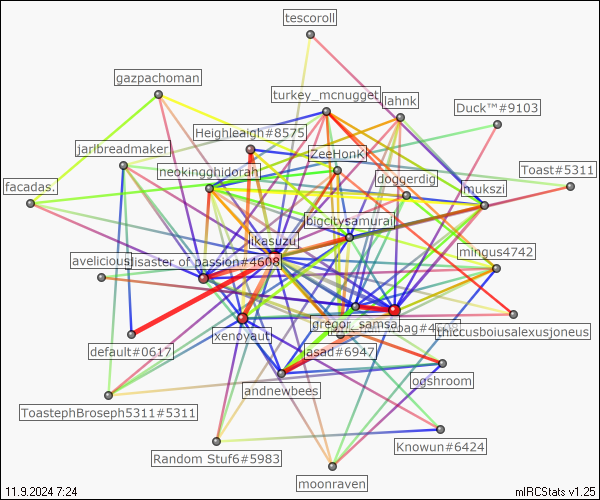 tescoroll
gazpachoman
turkey_mcnugget
lahnk
Duck™#9103
Heighleaigh#8575
jarlbreadmaker
ZeeHonK
Toast#5311
neokingghidorah
doggerdig
facadas.
mukszi
bigcitysamurai
ikasuzu
mingus4742
avelicious
disaster of passion#4608
gregor_samsa
thiccusboiusalexusjoneus
xenoyaut
default#0617
asad#6947
ogshroom
andnewbees
ToastephBroseph5311#5311
Knowun#6424
Random Stuf6#5983
moonraven
11.9.2024 7:24
mIRCStats v1.25